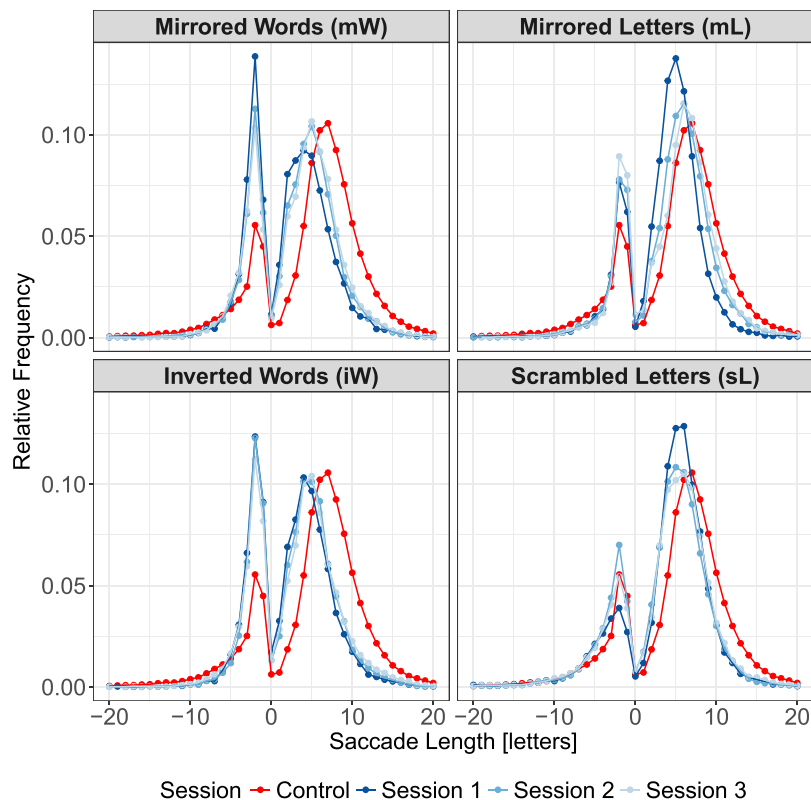 Mirrored Words (mW)
Mirrored Letters (mL)
0.10
0.05
0.00
Relative Frequency
Inverted Words (iW)
Scrambled Letters (sL)
0.10
0.05
0.00
−20 −10 0 10 20 −20 −10 0 10 20
Saccade Length [letters]
Session Control Session 1 Session 2 Session 3